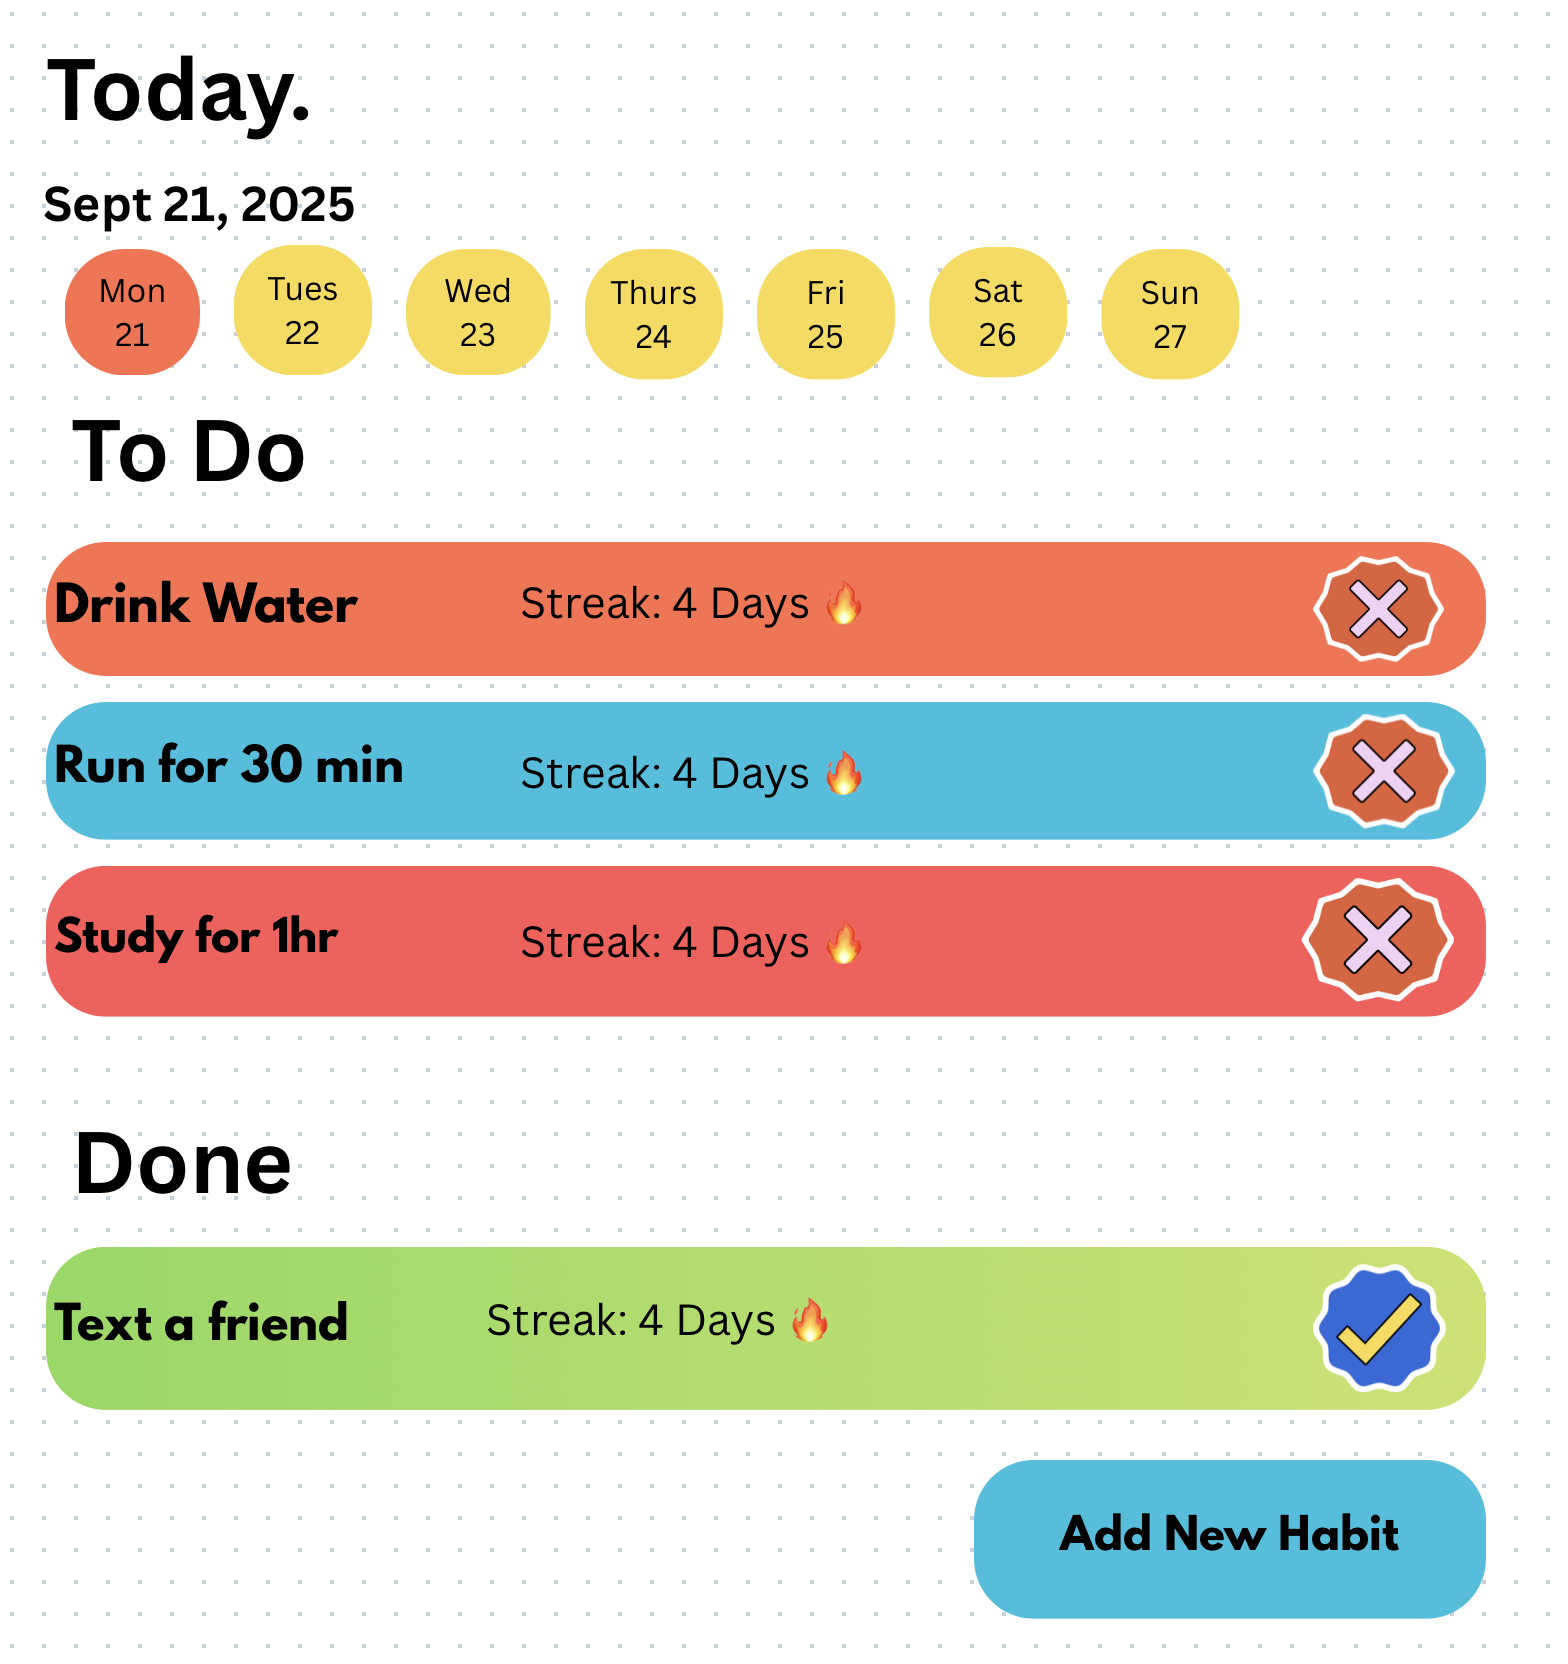 Today.
Sept 21, 2025
Mon Tues Wed Thurs Fri Sat Sun
21 22 23 24 25 26 27
To Do
Drink Water Streak: 4 Days 🔥
Run for 30 min Streak: 4 Days 🔥
Study for 1hr Streak: 4 Days 🔥
Done
Text a friend Streak: 4 Days 🔥
Add New Habit